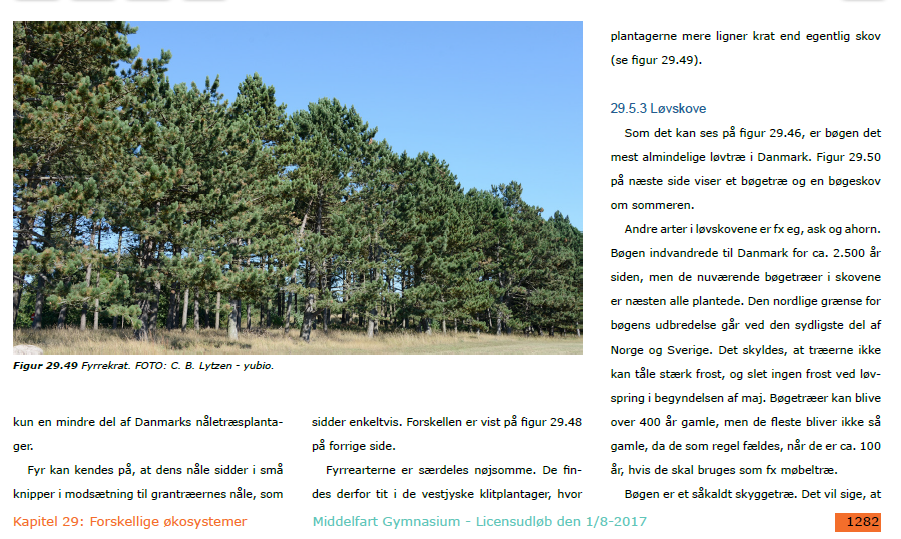 Figur 29.49 Fyrrekrat. FOTO: C. B. Lytzen - yubio.
kun en mindre del af Danmarks nåletræsplanta-
ger.
Fyr kan kendes på, at dens nåle sidder i små
knipper i modsætning til grantræernes nåle, som
sidder enkeltvis. Forskellen er vist på figur 29.48
på forrige side.
Fyrrearterne er særdeles nøjsomme. De fin-
des derfor tit i de vestjyske klitplantager, hvor
plantagerne mere ligner krat end egentlig skov
(se figur 29.49).
29.5.3 Løvskove
Som det kan ses på figur 29.46, er bøgen det
mest almindelige løvtræ i Danmark. Figur 29.50
på næste side viser et bøgetræ og en bøgeskov
om sommeren.
Andre arter i løvskovene er fx eg, ask og ahorn.
Bøgen indvandrede til Danmark for ca. 2.500 år
siden, men de nuværende bøgetræer i skovene
er næsten alle plantede. Den nordlige grænse for
bøgens udbredelse går ved den sydligste del af
Norge og Sverige. Det skyldes, at træerne ikke
kan tåle stærk frost, og slet ingen frost ved løv-
spring i begyndelsen af maj. Bøgetræer kan blive
over 400 år gamle, men de fleste bliver ikke så
gamle, da de som regel fældes, når de er ca. 100
år, hvis de skal bruges som fx møbeltræ.
Bøgen er et såkaldt skyggetræ. Det vil sige, at
Kapitel 29: Forskellige økosystemer
Middelfart Gymnasium - Licensudløb den 1/8-2017
1282